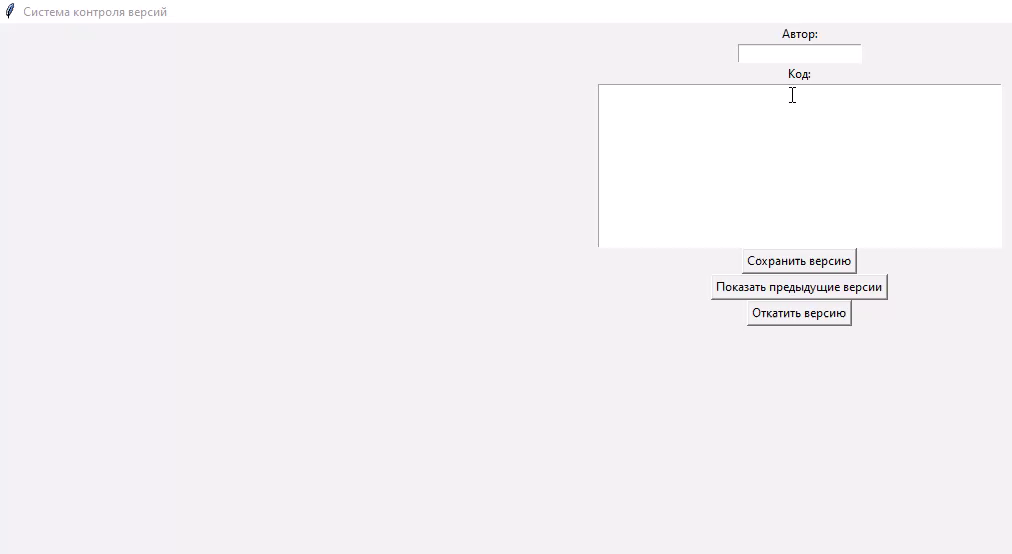 Система контроля версий
Автор:
Код:
Сохранить версию
Показать предыдущие версии
Откатить версию